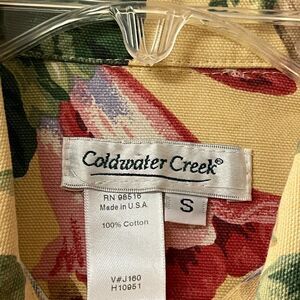 Coldwater Creek®
S
RN 98516
Made in U.S.A.
100% Cotton
V#J160
H10951